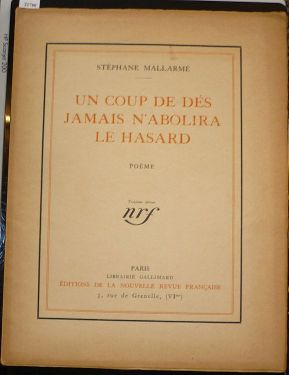 STÉPHANE MALLARMÉ
UN COUP DE DÉS
JAMAIS N'ABOLIRA
LE HASARD
POÈME
édition
nrf
PARIS
LIBRAIRIE GALLIMARD
ÉDITIONS DE LA NOUVELLE REVUE FRANÇAISE
3, rue de Grenelle, (VIme)